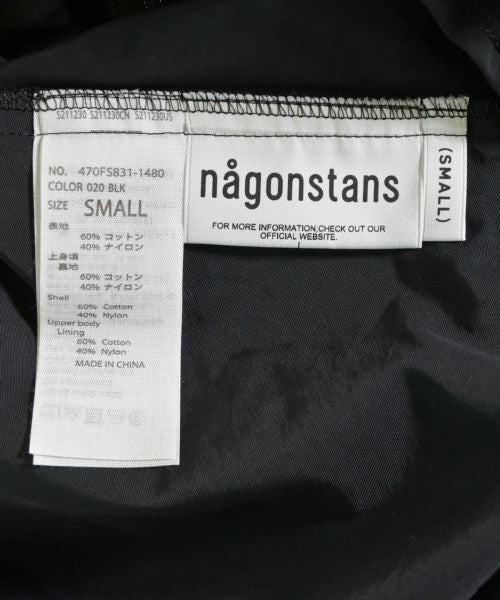 S211230 S211230CN S211230US
NO. 470FS831-1480
COLOR 020 BLK
SIZE SMALL
表地
60% コットン
40% ナイロン
上身頃
裏地
60% コットン
40% ナイロン
Shell
60% Cotton
40% Nylon
Upper body
Lining
60% Cotton
40% Nylon
MADE IN CHINA
någonstans
FOR MORE INFORMATION.CHECK OUT OUR
OFFICIAL WEBSITE.
(SMALL)